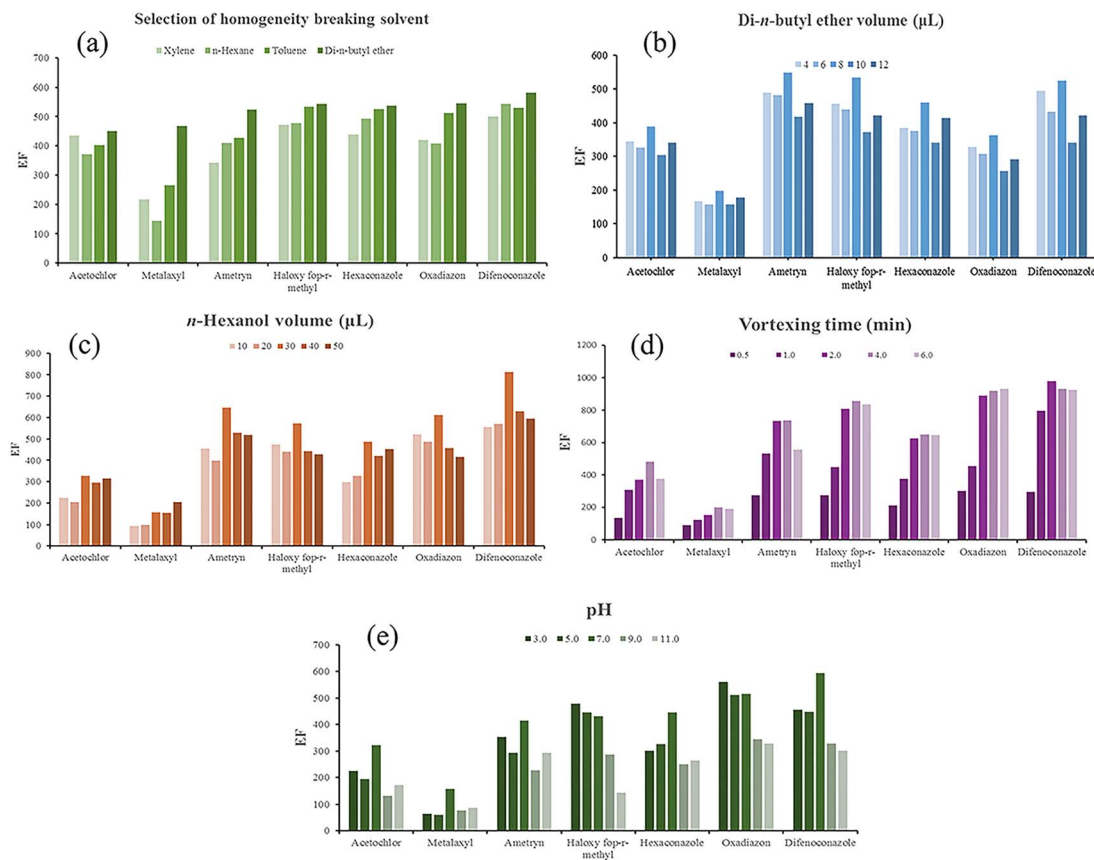 Selection of homogeneity breaking solvent
(a)
Xylene n-Hexane Toluene Di-n-butyl ether
EF
700
600
500
400
300
200
100
0
Acetochlor Metalaxyl Ametryn Haloxy fop-r- Hexaconazole Oxadiazon Difenoconazole
methyl
Di-n-butyl ether volume (µL)
(b)
4 6 8 10 12
EF
600
500
400
300
200
100
0
Acetochlor Metalaxyl Ametryn Haloxy fop-r- Hexaconazole Oxadiazon Difenoconazole
methyl
n-Hexanol volume (µL)
(c)
10 20 30 40 50
EF
900
800
700
600
500
400
300
200
100
0
Acetochlor Metalaxyl Ametryn Haloxy fop-r- Hexaconazole Oxadiazon Difenoconazole
methyl
Vortexing time (min)
(d)
0.5 1.0 2.0 4.0 6.0
EF
1200
1000
800
600
400
200
0
Acetochlor Metalaxyl Ametryn Haloxy fop-r- Hexaconazole Oxadiazon Difenoconazole
methyl
pH
(e)
3.0 5.0 7.0 9.0 11.0
EF
700
600
500
400
300
200
100
0
Acetochlor Metalaxyl Ametryn Haloxy fop-r- Hexaconazole Oxadiazon Difenoconazole
methyl